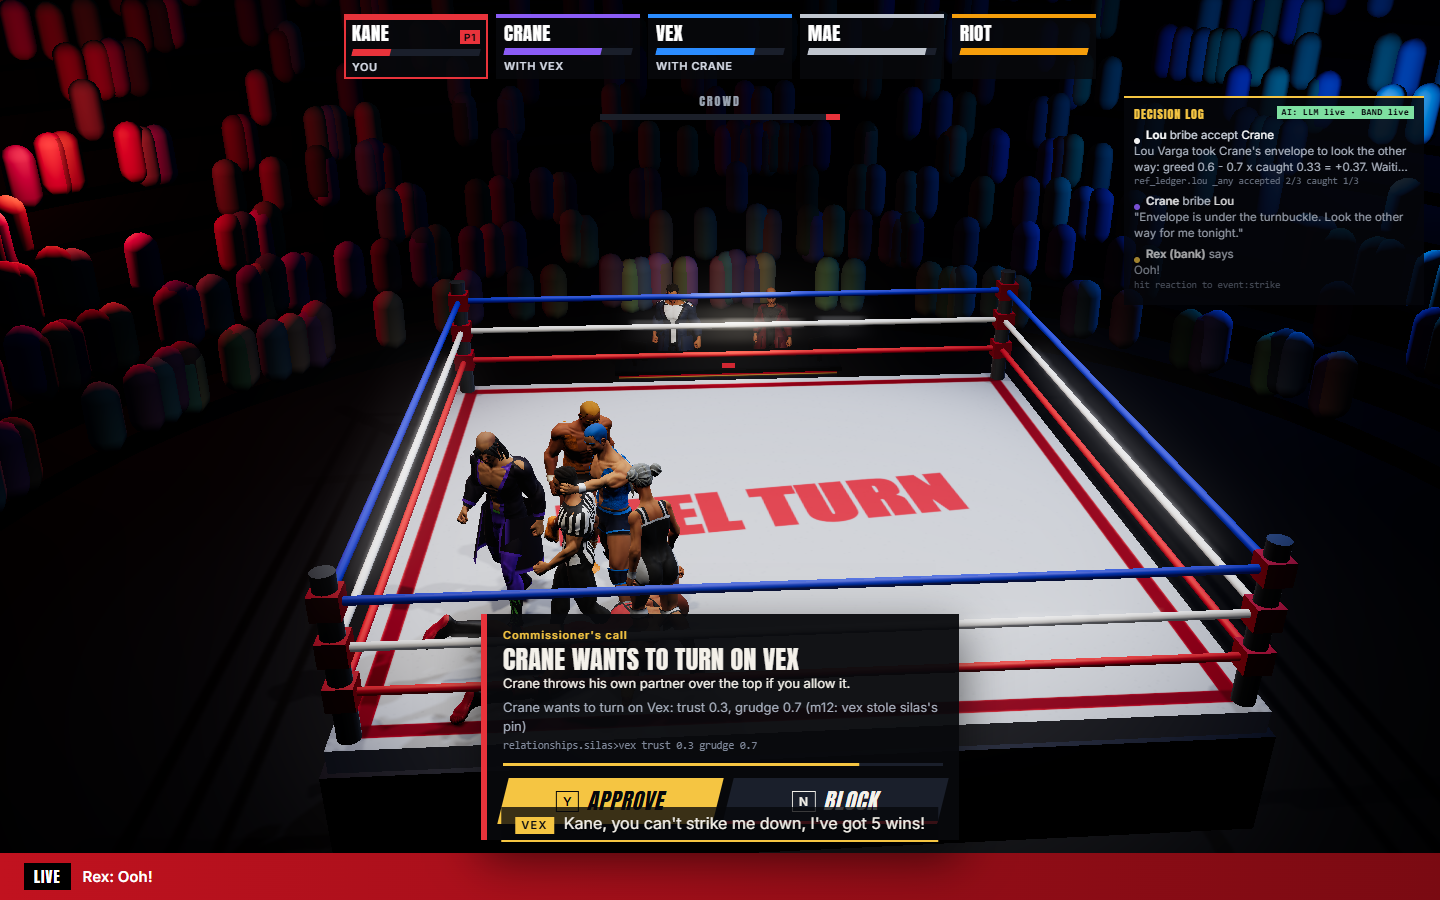 KANE
P1
YOU
CRANE
WITH VEX
VEX
WITH CRANE
MAE
RIOT
CROWD
DECISION LOG
AI: LLM live · BAND live
Lou bribe accept Crane
Lou Varga took Crane's envelope to look the other
way: greed 0.6 - 0.7 x caught 0.33 = +0.37. Waiti...
ref_ledger.lou _any accepted 2/3 caught 1/3
Crane bribe Lou
"Envelope is under the turnbuckle. Look the other
way for me tonight."
Rex (bank) says
Ooh!
hit reaction to event:strike
EL TURN
Commissioner's call
CRANE WANTS TO TURN ON VEX
Crane throws his own partner over the top if you allow it.
Crane wants to turn on Vex: trust 0.3, grudge 0.7 (m12: vex stole silas's
pin)
relationships.silas>vex trust 0.3 grudge 0.7
Y APPROVE
N BLOCK
VEX Kane, you can't strike me down, I've got 5 wins!
LIVE Rex: Ooh!